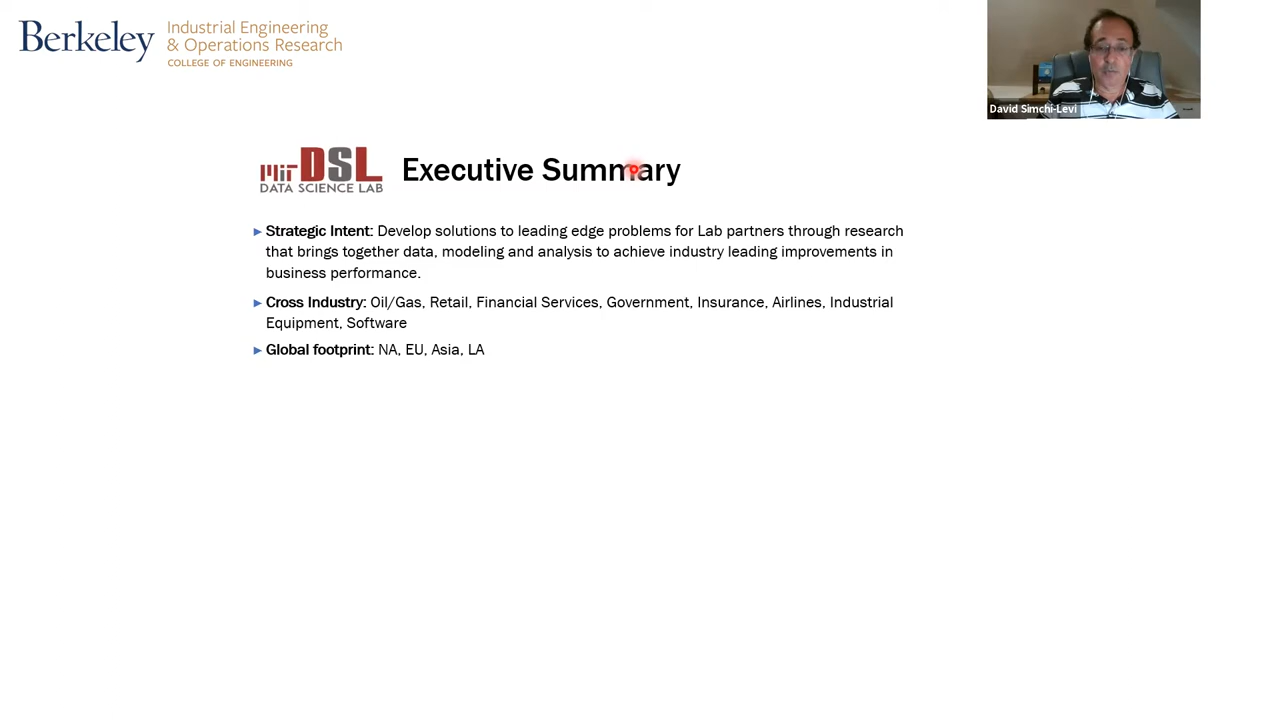 Berkeley
Industrial Engineering
& Operations Research
COLLEGE OF ENGINEERING
David Simchi-Levi
MIT DSL
DATA SCIENCE LAB
Executive Summary
► Strategic Intent: Develop solutions to leading edge problems for Lab partners through research
that brings together data, modeling and analysis to achieve industry leading improvements in
business performance.
► Cross Industry: Oil/Gas, Retail, Financial Services, Government, Insurance, Airlines, Industrial
Equipment, Software
► Global footprint: NA, EU, Asia, LA